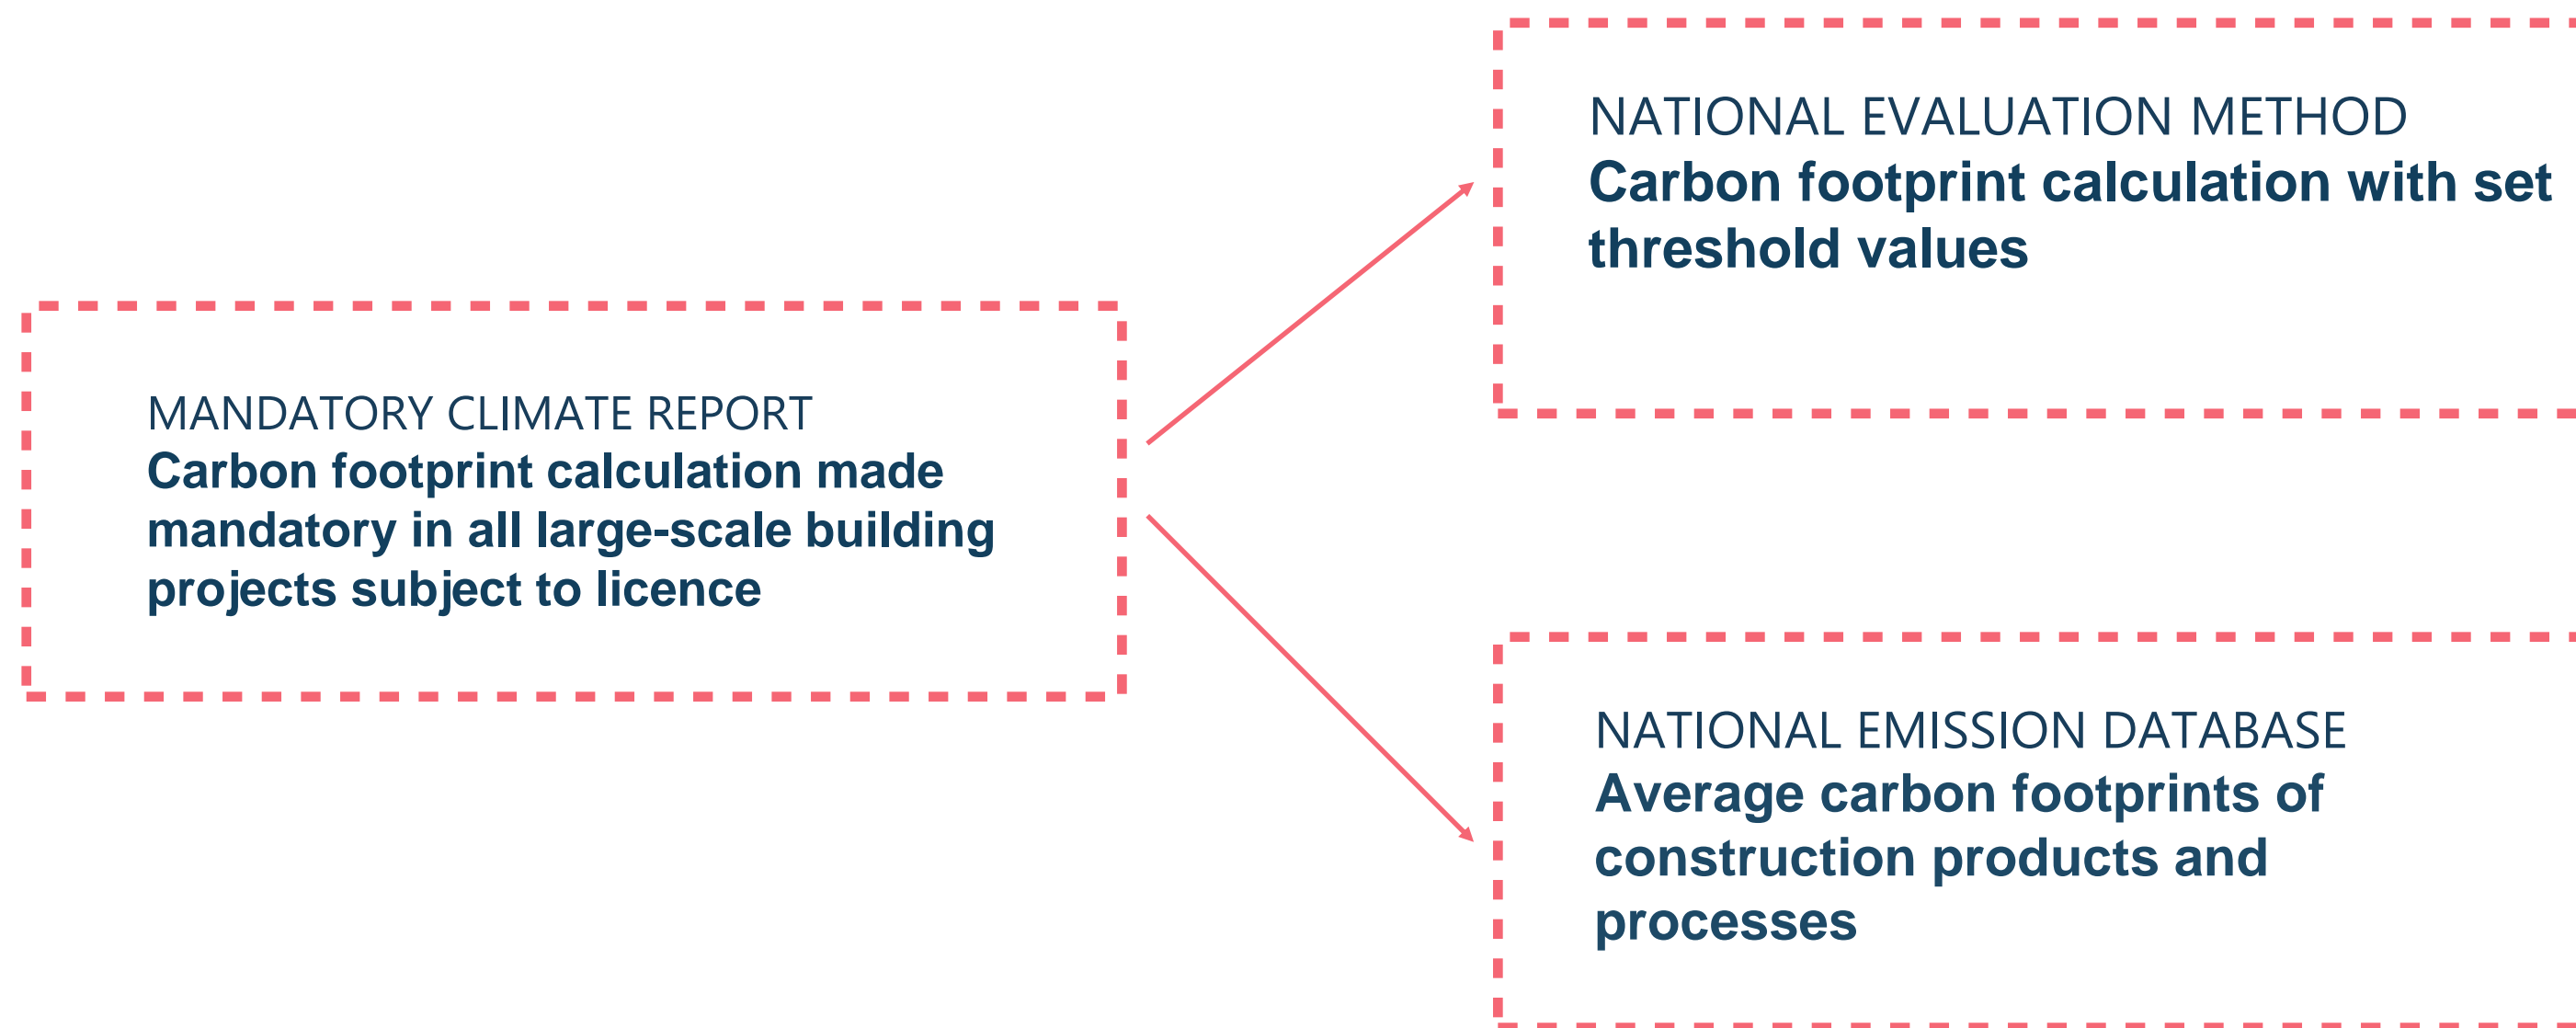 MANDATORY CLIMATE REPORT
Carbon footprint calculation made
mandatory in all large-scale building
projects subject to licence
NATIONAL EVALUATION METHOD
Carbon footprint calculation with set
threshold values
NATIONAL EMISSION DATABASE
Average carbon footprints of
construction products and
processes